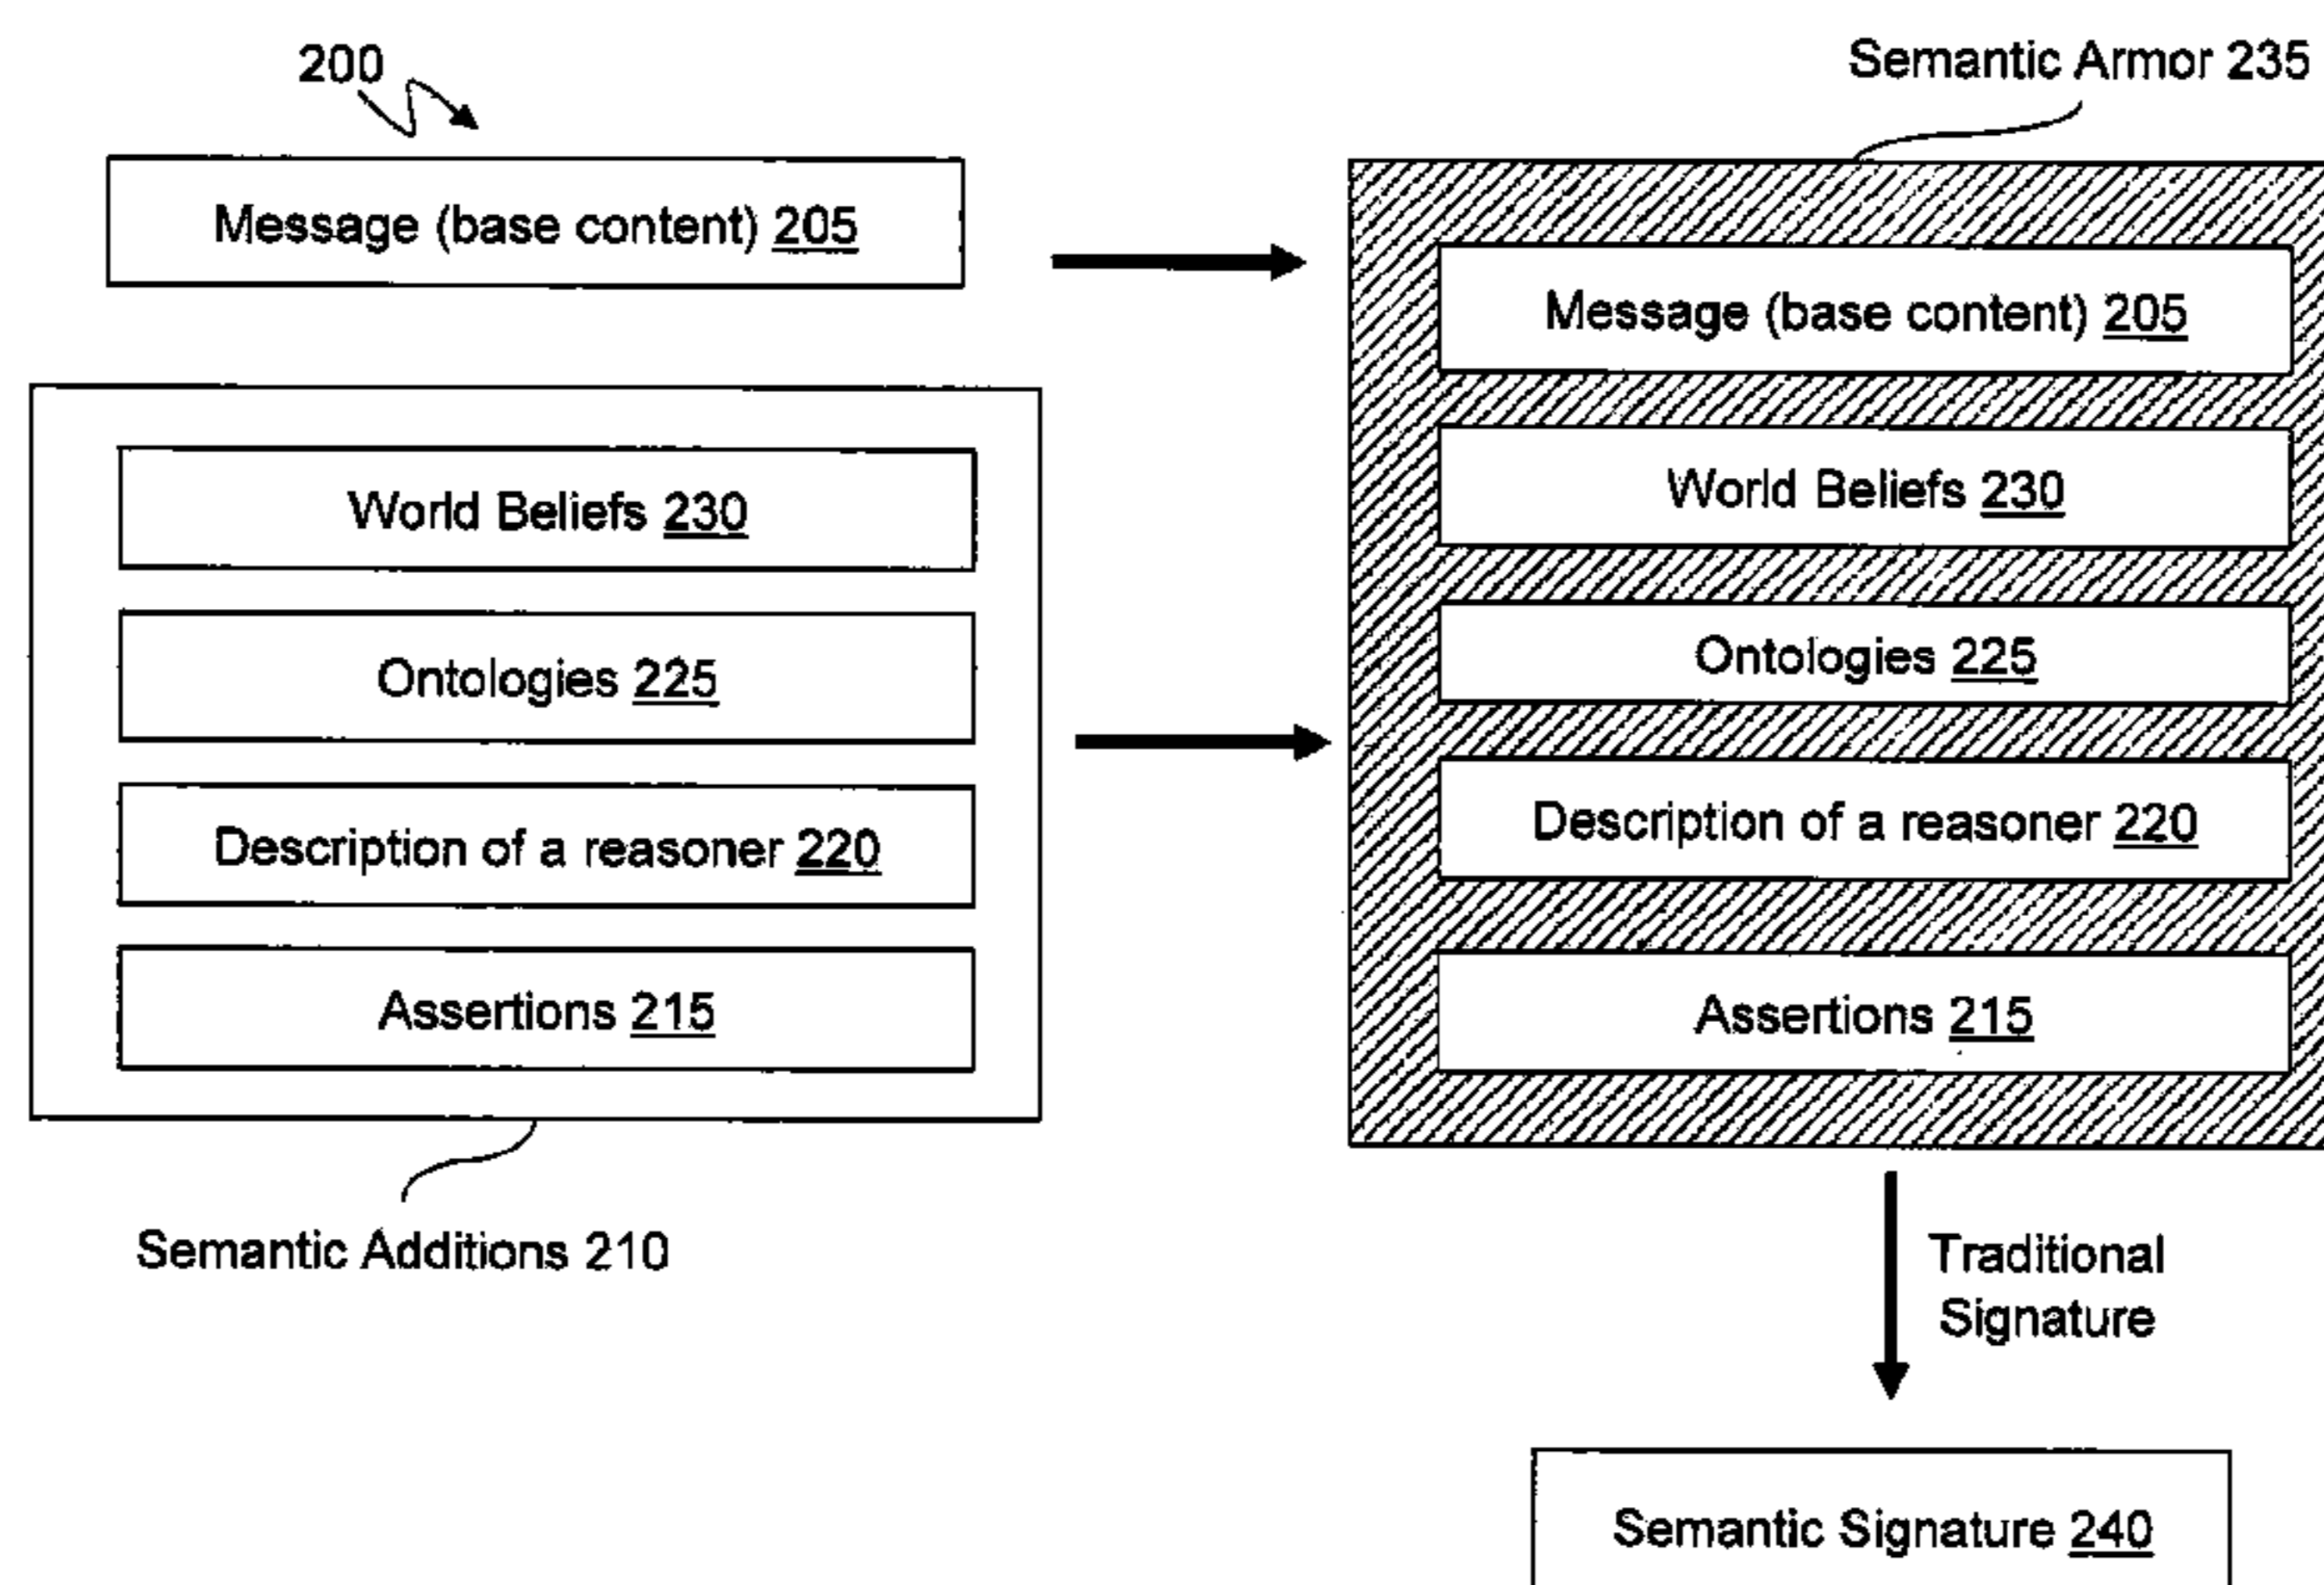 200
Message (base content) 205
World Beliefs 230
Ontologies 225
Description of a reasoner 220
Assertions 215
Semantic Additions 210
Semantic Armor 235
Message (base content) 205
World Beliefs 230
Ontologies 225
Description of a reasoner 220
Assertions 215
Traditional
Signature
Semantic Signature 240